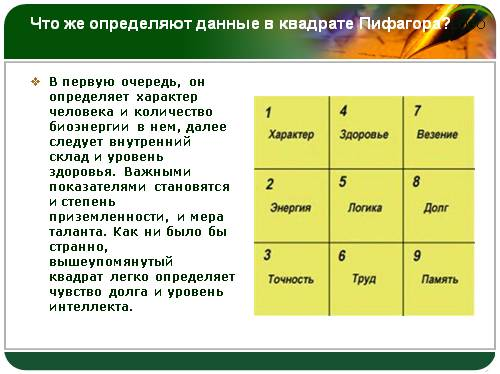 Что же определяют данные в квадрате Пифагора?
В первую очередь, он
определяет характер
человека и количество
биоэнергии в нем, далее
следует внутренний
склад и уровень
здоровья. Важными
показателями становятся
и степень
приземленности, и мера
таланта. Как ни было бы
странно,
вышеупомянутый
квадрат легко определяет
чувство долга и уровень
интеллекта.
1 4 7
Характер Здоровье Везение
2 5 8
Энергия Логика Долг
3 6 9
Точность Труд Память